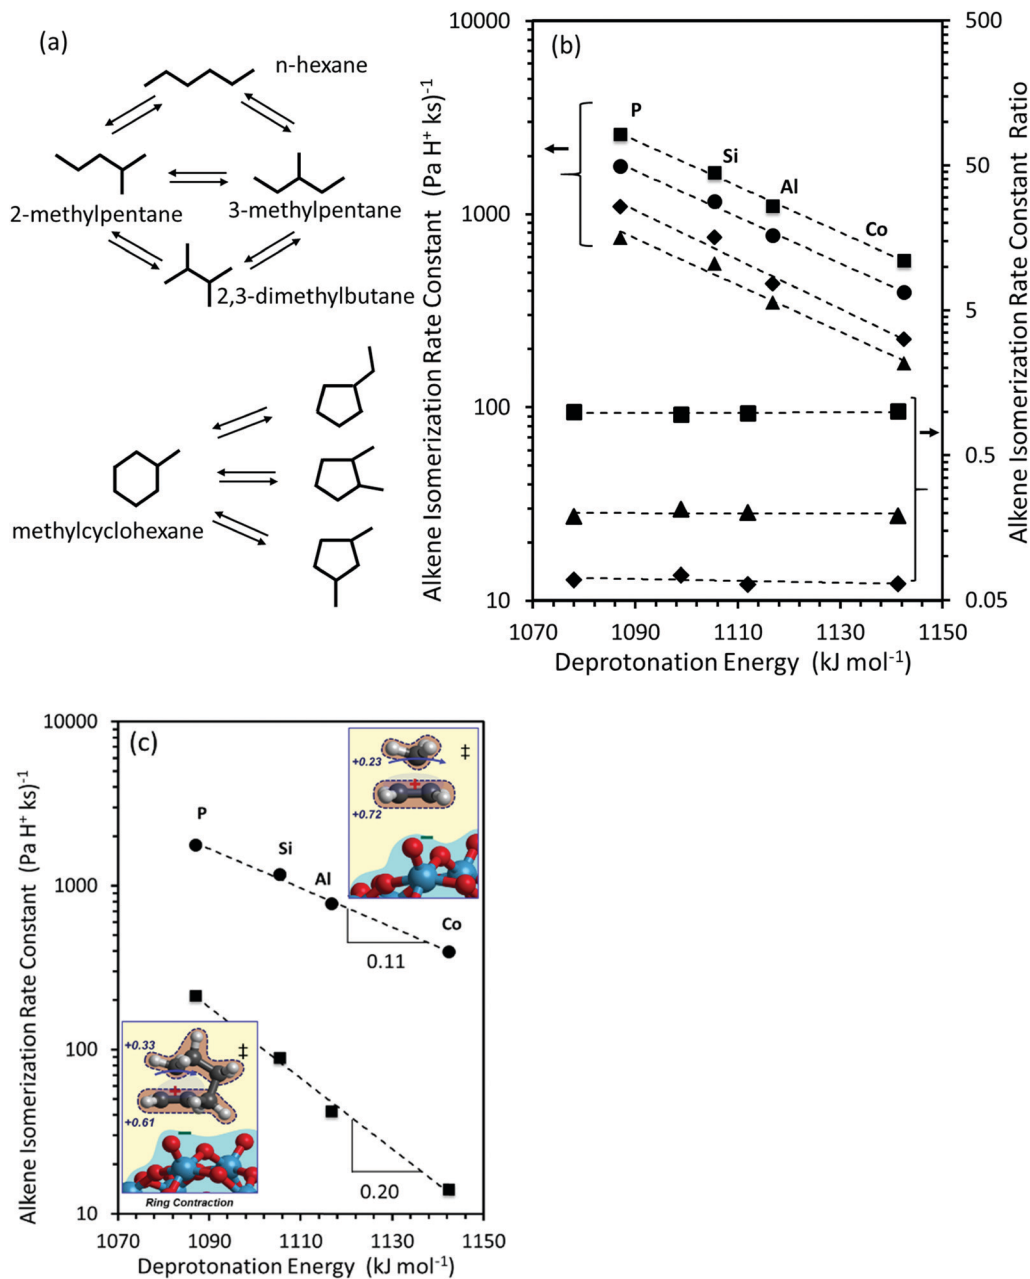 (a)
n-hexane
2-methylpentane
3-methylpentane
2,3-dimethylbutane
methylcyclohexane
(b)
Alkene Isomerization Rate Constant (Pa H⁺ ks)⁻¹
10000
1000
100
10
P
Si
Al
Co
500
50
5
0.5
0.05
Alkene Isomerization Rate Constant Ratio
1070 1090 1110 1130 1150
Deprotonation Energy (kJ mol⁻¹)
(c)
Alkene Isomerization Rate Constant (Pa H⁺ ks)⁻¹
10000
1000
100
10
+0.23
‡
+
+0.72
−
P
Si
Al
Co
0.11
+0.33
‡
+
+0.61
−
Ring Contraction
0.20
1070 1090 1110 1130 1150
Deprotonation Energy (kJ mol⁻¹)